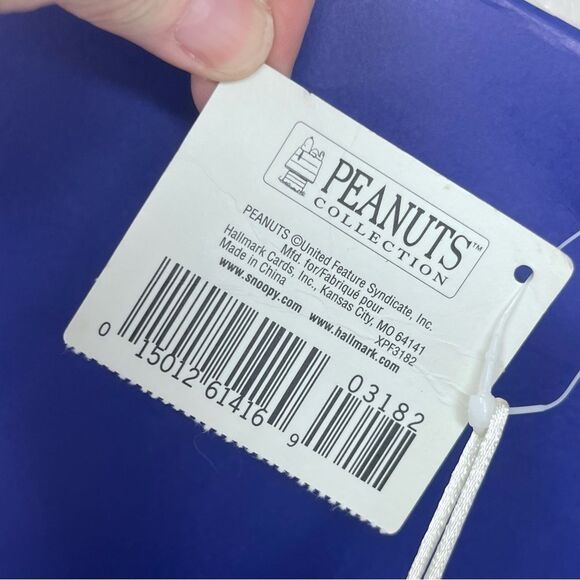 PEANUTS™
COLLECTION
PEANUTS ©United Feature Syndicate, Inc.
Mfd. for/Fabriqué pour
Hallmark Cards, Inc., Kansas City, MO 64141
Made in China XPF3182
www.snoopy.com www.hallmark.com
03182
0 15012 61416 9